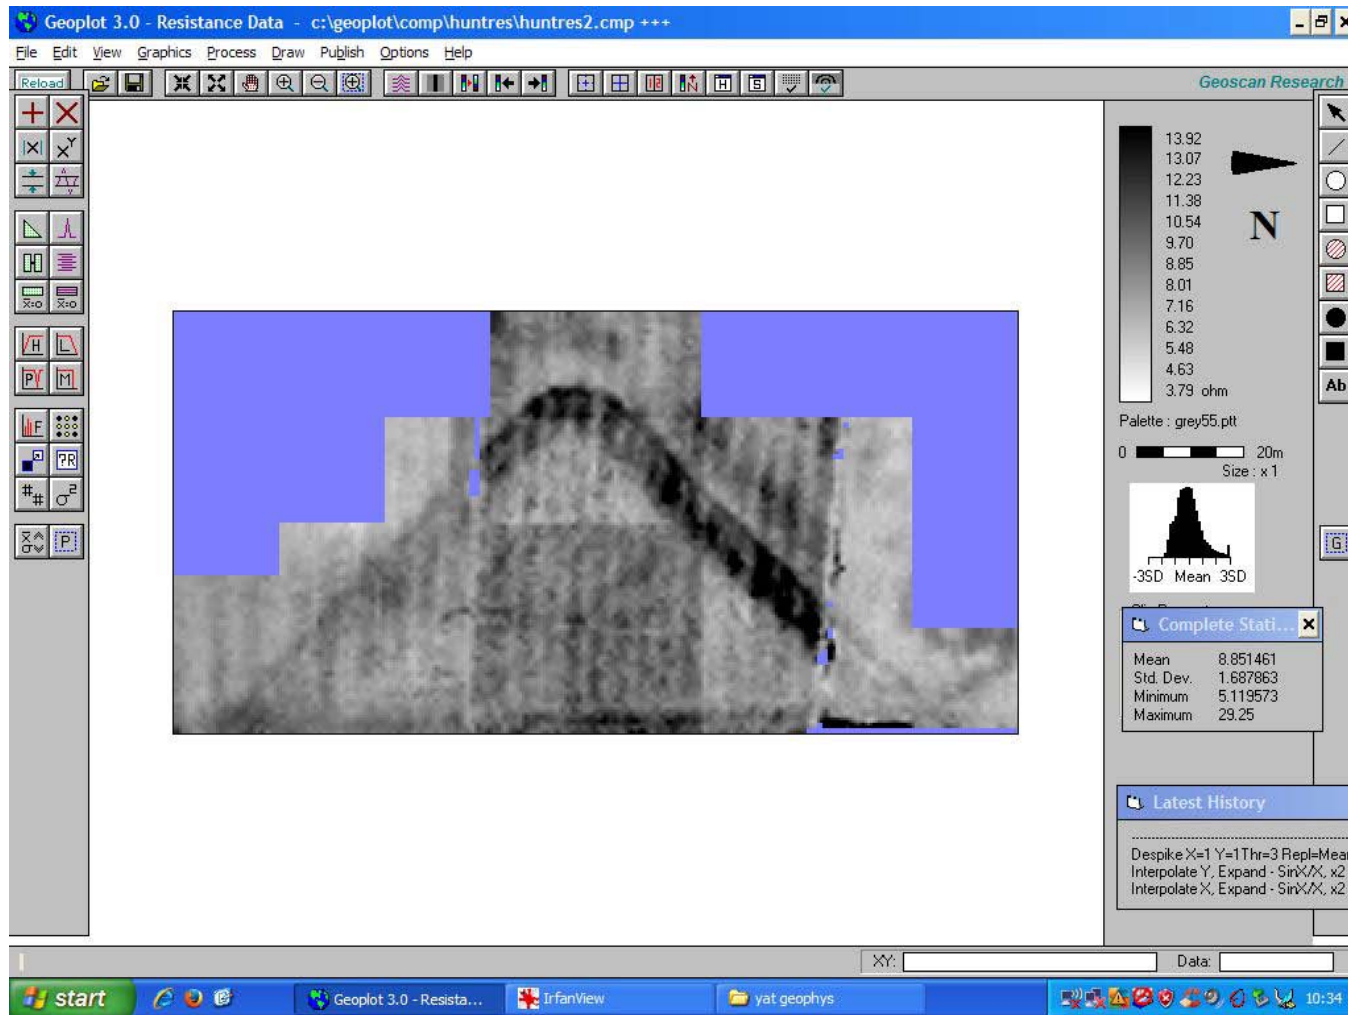 Geoplot 3.0 - Resistance Data - c:\geoplot\comp\huntres\huntres2.cmp +++
File Edit View Graphics Process Draw Publish Options Help
Reload
Geoscan Research
13.92
13.07
12.23
11.38
10.54
9.70
8.85
8.01
7.16
6.32
5.48
4.63
3.79 ohm
N
Palette : grey55.ptt
0 20m
Size : x 1
-3SD Mean 3SD
Complete Stati...
Mean 8.851461
Std. Dev. 1.687863
Minimum 5.119573
Maximum 29.25
Latest History
Despike X=1 Y=1Thr=3 Repl=Mea
Interpolate Y, Expand - SinX/X, x2
Interpolate X, Expand - SinX/X, x2
Ab
G
XY: Data:
start
Geoplot 3.0 - Resista...
IrfanView
yat geophys
10:34